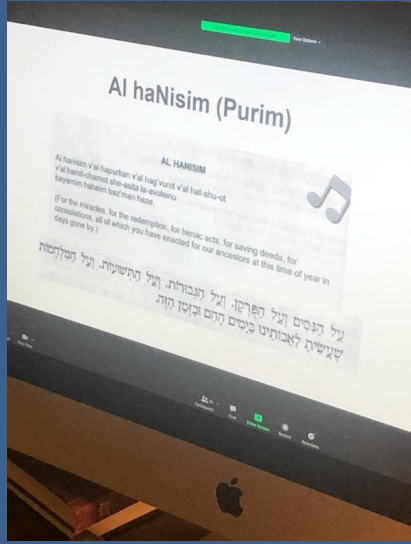 View Options
Al haNisim (Purim)
AL HANISIM
Al hanisim v'al hapurkan v'al hag'vurot v'al hat-shu-ot
v'al hamil-chamot she-asita la-avoteinu
bayamim haheim baz'man haze.
(For the miracles, for the redemption, for heroic acts, for saving deeds, for
consolations, all of which you have enacted for our ancestors at this time of year in
days gone by.)
עַל הַנִּסִּים וְעַל הַפֻּרְקָן, וְעַל הַגְּבוּרוֹת, וְעַל הַתְּשׁוּעוֹת, וְעַל הַמִּלְחָמוֹת
שֶׁעָשִׂיתָ לַאֲבוֹתֵינוּ בַּיָּמִים הָהֵם וּבַזְּמַן הַזֶּה.
Participants
Chat
Share Screen
Record
Reactions